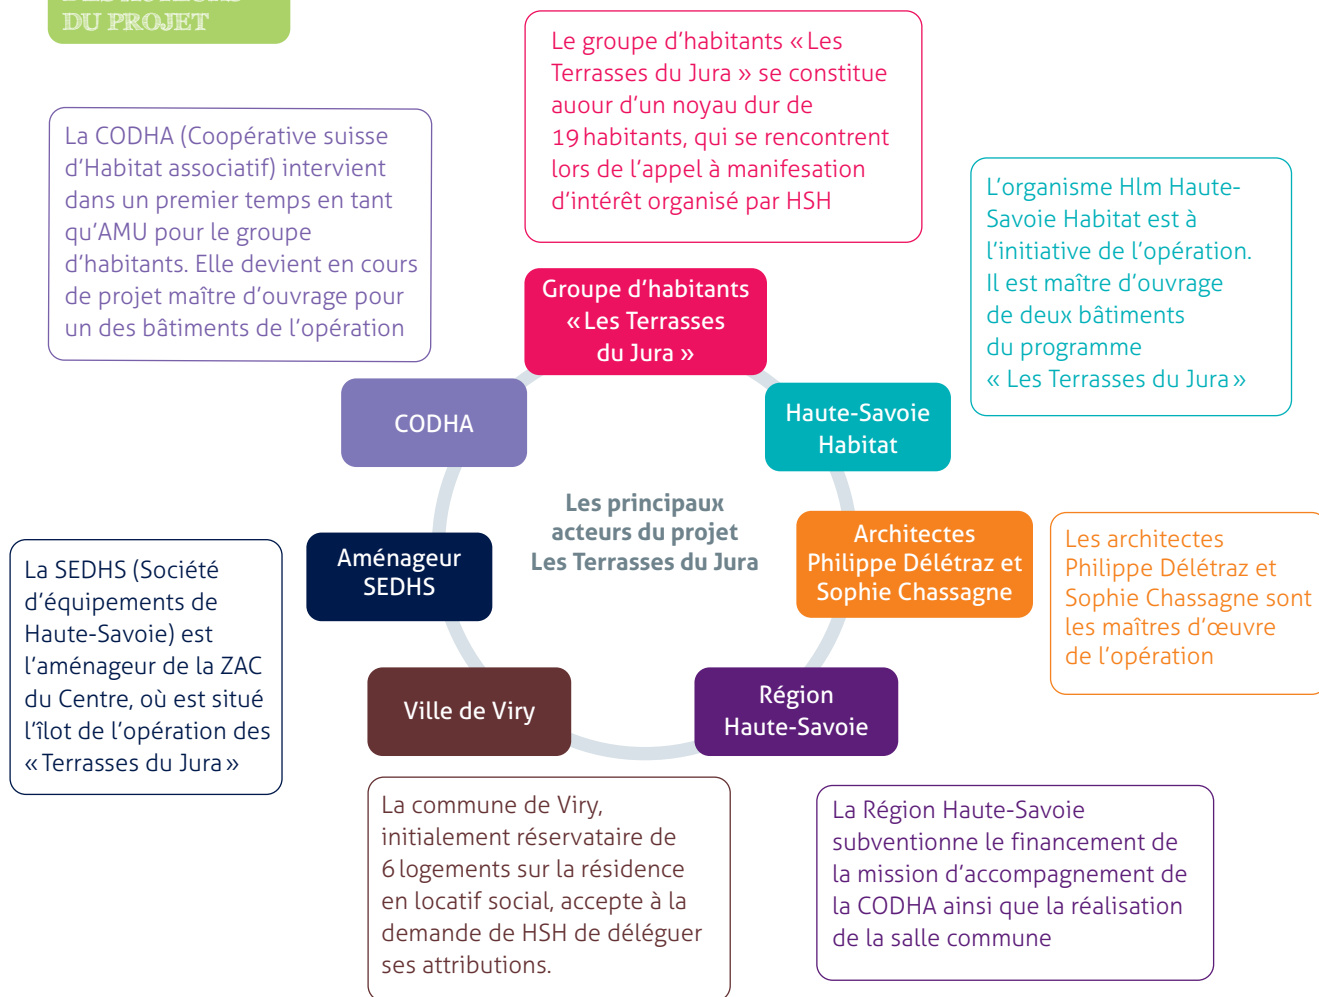 DU PROJET
Le groupe d'habitants « Les
Terrasses du Jura » se constitue
auour d'un noyau dur de
19 habitants, qui se rencontrent
lors de l'appel à manifesation
d'intérêt organisé par HSH
La CODHA (Coopérative suisse
d'Habitat associatif) intervient
dans un premier temps en tant
qu'AMU pour le groupe
d'habitants. Elle devient en cours
de projet maître d'ouvrage pour
un des bâtiments de l'opération
L'organisme Hlm Haute-
Savoie Habitat est à
l'initiative de l'opération.
Il est maître d'ouvrage
de deux bâtiments
du programme
« Les Terrasses du Jura »
Groupe d'habitants
« Les Terrasses
du Jura »
CODHA
Haute-Savoie
Habitat
Les principaux
acteurs du projet
Les Terrasses du Jura
Aménageur
SEDHS
Architectes
Philippe Délétraz et
Sophie Chassagne
La SEDHS (Société
d'équipements de
Haute-Savoie) est
l'aménageur de la ZAC
du Centre, où est situé
l'îlot de l'opération des
« Terrasses du Jura »
Les architectes
Philippe Délétraz et
Sophie Chassagne sont
les maîtres d'œuvre
de l'opération
Ville de Viry
Région
Haute-Savoie
La commune de Viry,
initialement réservataire de
6 logements sur la résidence
en locatif social, accepte à la
demande de HSH de déléguer
ses attributions.
La Région Haute-Savoie
subventionne le financement de
la mission d'accompagnement de
la CODHA ainsi que la réalisation
de la salle commune